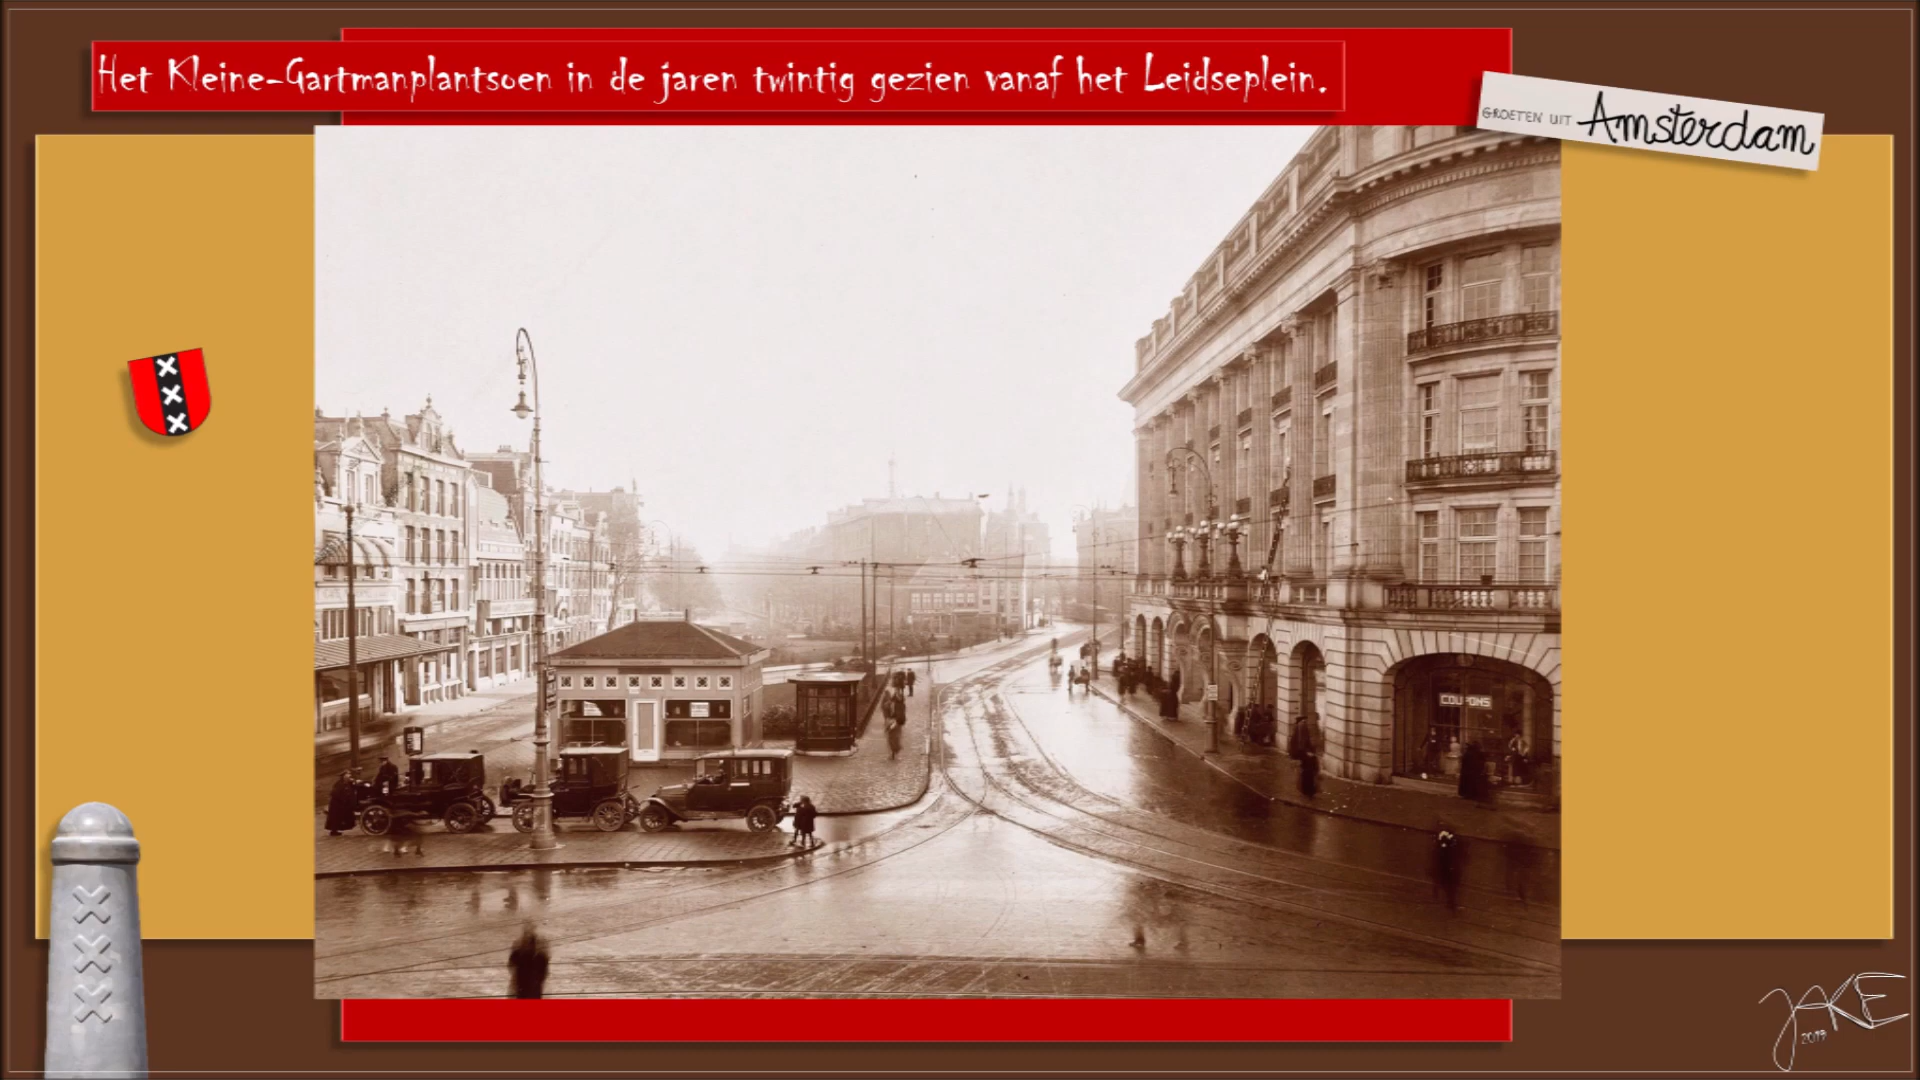 Het Kleine-Gartmanplantsoen in de jaren twintig gezien vanaf het Leidseplein.
GROETEN UIT Amsterdam
COUPONS
JAKE
2019